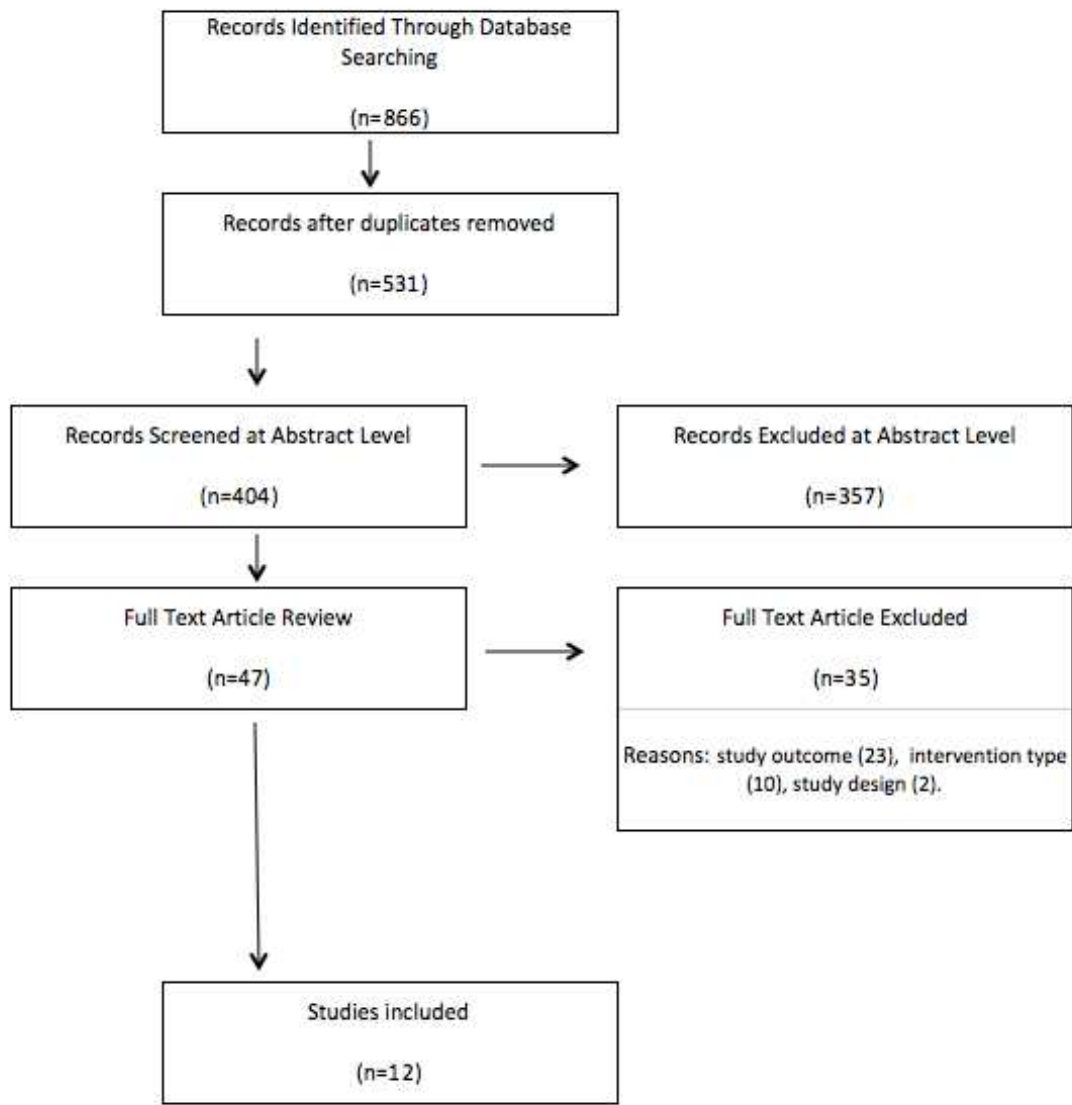 Records Identified Through Database
Searching
(n=866)
Records after duplicates removed
(n=531)
Records Screened at Abstract Level
(n=404)
Records Excluded at Abstract Level
(n=357)
Full Text Article Review
(n=47)
Full Text Article Excluded
(n=35)
Reasons: study outcome (23), intervention type
(10), study design (2).
Studies included
(n=12)